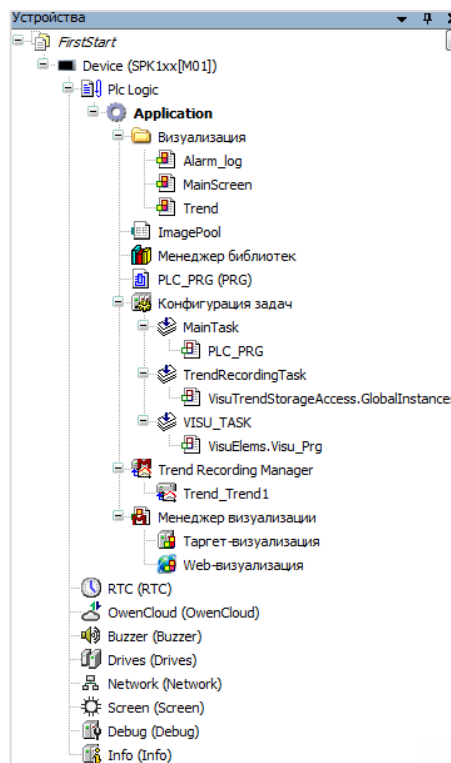 Устройства
FirstStart
Device (SPK1xx[M01])
Plc Logic
Application
Визуализация
Alarm_log
MainScreen
Trend
ImagePool
Менеджер библиотек
PLC_PRG (PRG)
Конфигурация задач
MainTask
PLC_PRG
TrendRecordingTask
VisuTrendStorageAccess.GlobalInstances
VISU_TASK
VisuElems.Visu_Prg
Trend Recording Manager
Trend_Trend1
Менеджер визуализации
Таргет-визуализация
Web-визуализация
RTC (RTC)
OwenCloud (OwenCloud)
Buzzer (Buzzer)
Drives (Drives)
Network (Network)
Screen (Screen)
Debug (Debug)
Info (Info)